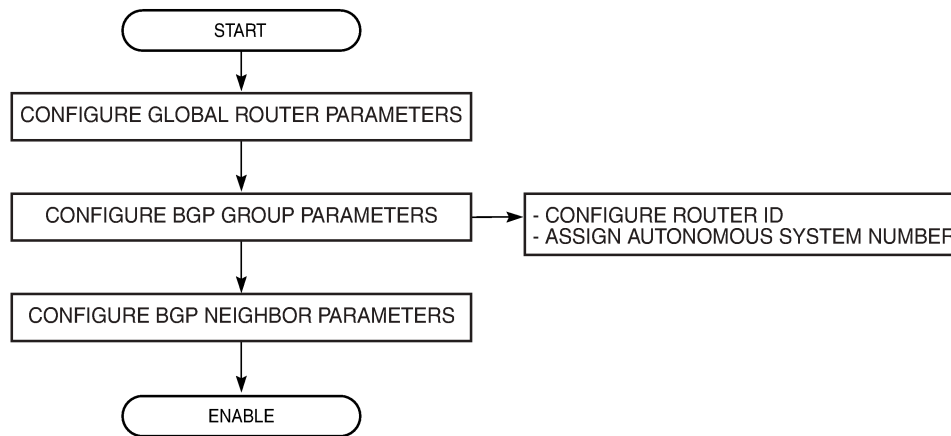 START
CONFIGURE GLOBAL ROUTER PARAMETERS
CONFIGURE BGP GROUP PARAMETERS
- CONFIGURE ROUTER ID
- ASSIGN AUTONOMOUS SYSTEM NUMBER
CONFIGURE BGP NEIGHBOR PARAMETERS
ENABLE